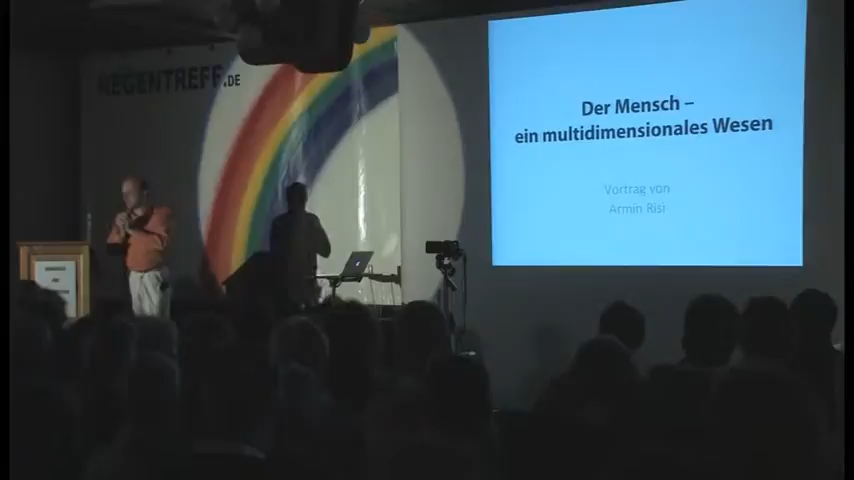 REGENTREFF.DE
Der Mensch –
ein multidimensionales Wesen
Vortrag von
Armin Risi